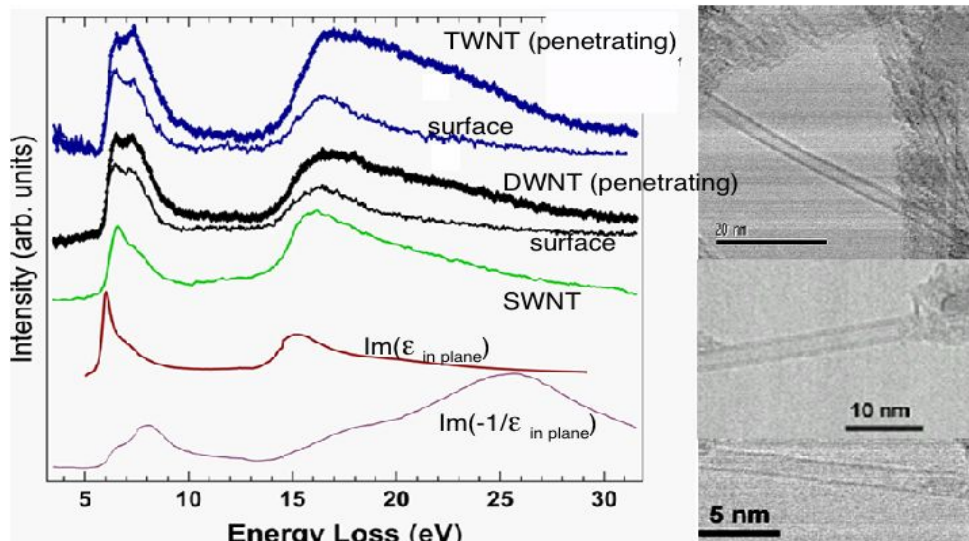 TWNT (penetrating)
surface
DWNT (penetrating)
surface
SWNT
Im(ε in plane)
Im(-1/ε in plane)
Intensity (arb. units)
5 10 15 20 25 30
Energy Loss (eV)
20 nm
10 nm
5 nm